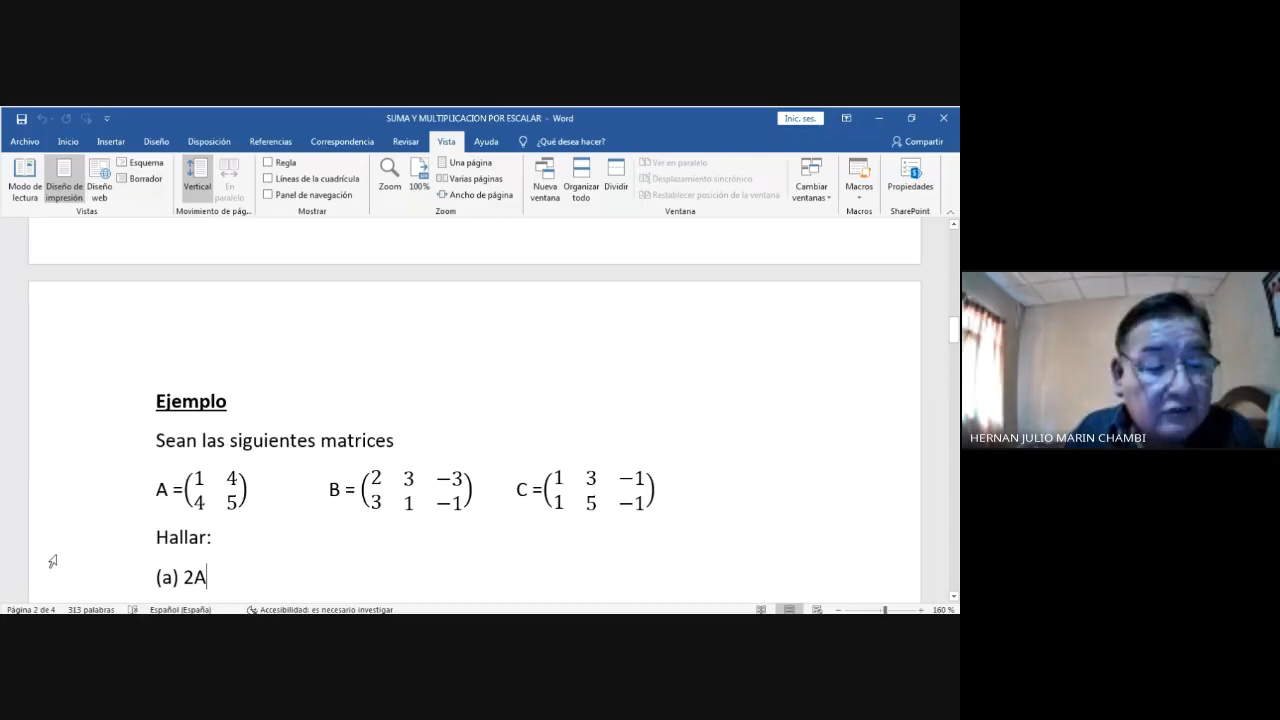 SUMA Y MULTIPLICACION POR ESCALAR - Word
Inic. ses.
Archivo Inicio Insertar Diseño Disposición Referencias Correspondencia Revisar Vista Ayuda ¿Qué desea hacer? Compartir
Modo de lectura
Diseño de impresión
Diseño web
Esquema
Borrador
Vistas
Vertical
En paralelo
Movimiento de pág...
Regla
Líneas de la cuadrícula
Panel de navegación
Mostrar
Zoom
100%
Una página
Varias páginas
Ancho de página
Zoom
Nueva ventana
Organizar todo
Dividir
Ver en paralelo
Desplazamiento sincrónico
Restablecer posición de la ventana
Ventana
Cambiar ventanas
Macros
Macros
Propiedades
SharePoint
Ejemplo
Sean las siguientes matrices
A =(1 4 B = (2 3 −3) C =(1 3 −1)
4 5) 3 1 −1 1 5 −1
Hallar:
(a) 2A
Página 2 de 4 313 palabras Español (España) Accesibilidad: es necesario investigar 160 %
HERNAN JULIO MARIN CHAMBI